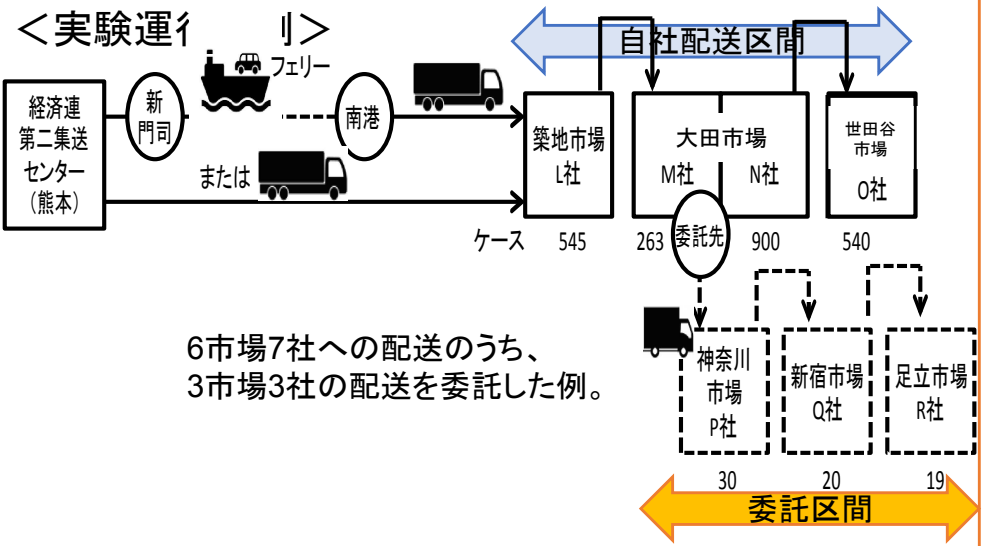 ＜実験運行 刂＞
自社配送区間
フェリー
経済連
第二集送
センター
（熊本）
新
門司
南港
または
築地市場
L社
大田市場
M社
N社
世田谷
市場
O社
ケース
545
263
委託先
900
540
6市場7社への配送のうち、
3市場3社の配送を委託した例。
神奈川
市場
P社
新宿市場
Q社
足立市場
R社
30
20
19
委託区間